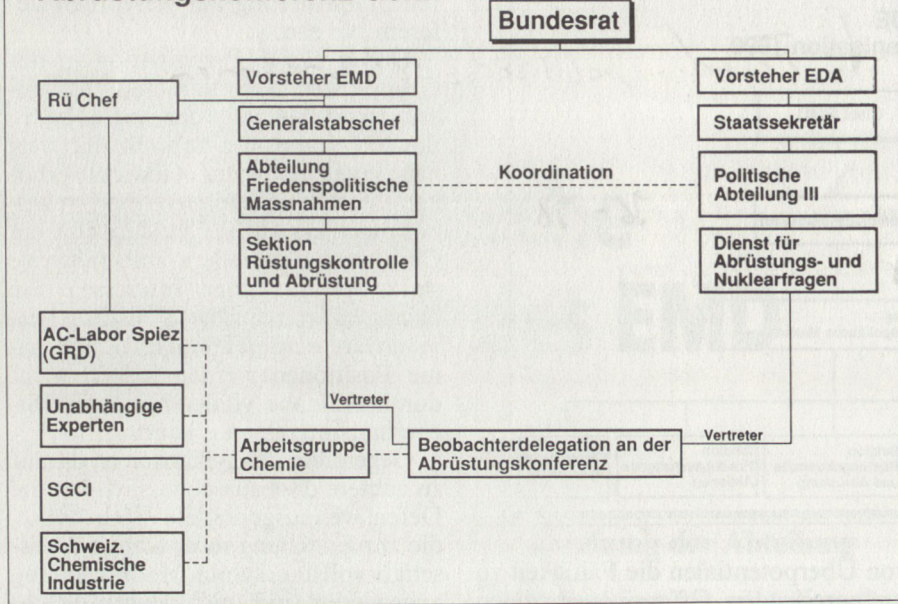 Bundesrat
Vorsteher EMD
Vorsteher EDA
Rü Chef
Generalstabschef
Staatssekretär
Abteilung
Friedenspolitische
Massnahmen
Koordination
Politische
Abteilung III
Sektion
Rüstungskontrolle
und Abrüstung
Dienst für
Abrüstungs- und
Nuklearfragen
AC-Labor Spiez
(GRD)
Unabhängige
Experten
SGCI
Schweiz.
Chemische
Industrie
Vertreter
Arbeitsgruppe
Chemie
Beobachterdelegation an der
Abrüstungskonferenz
Vertreter